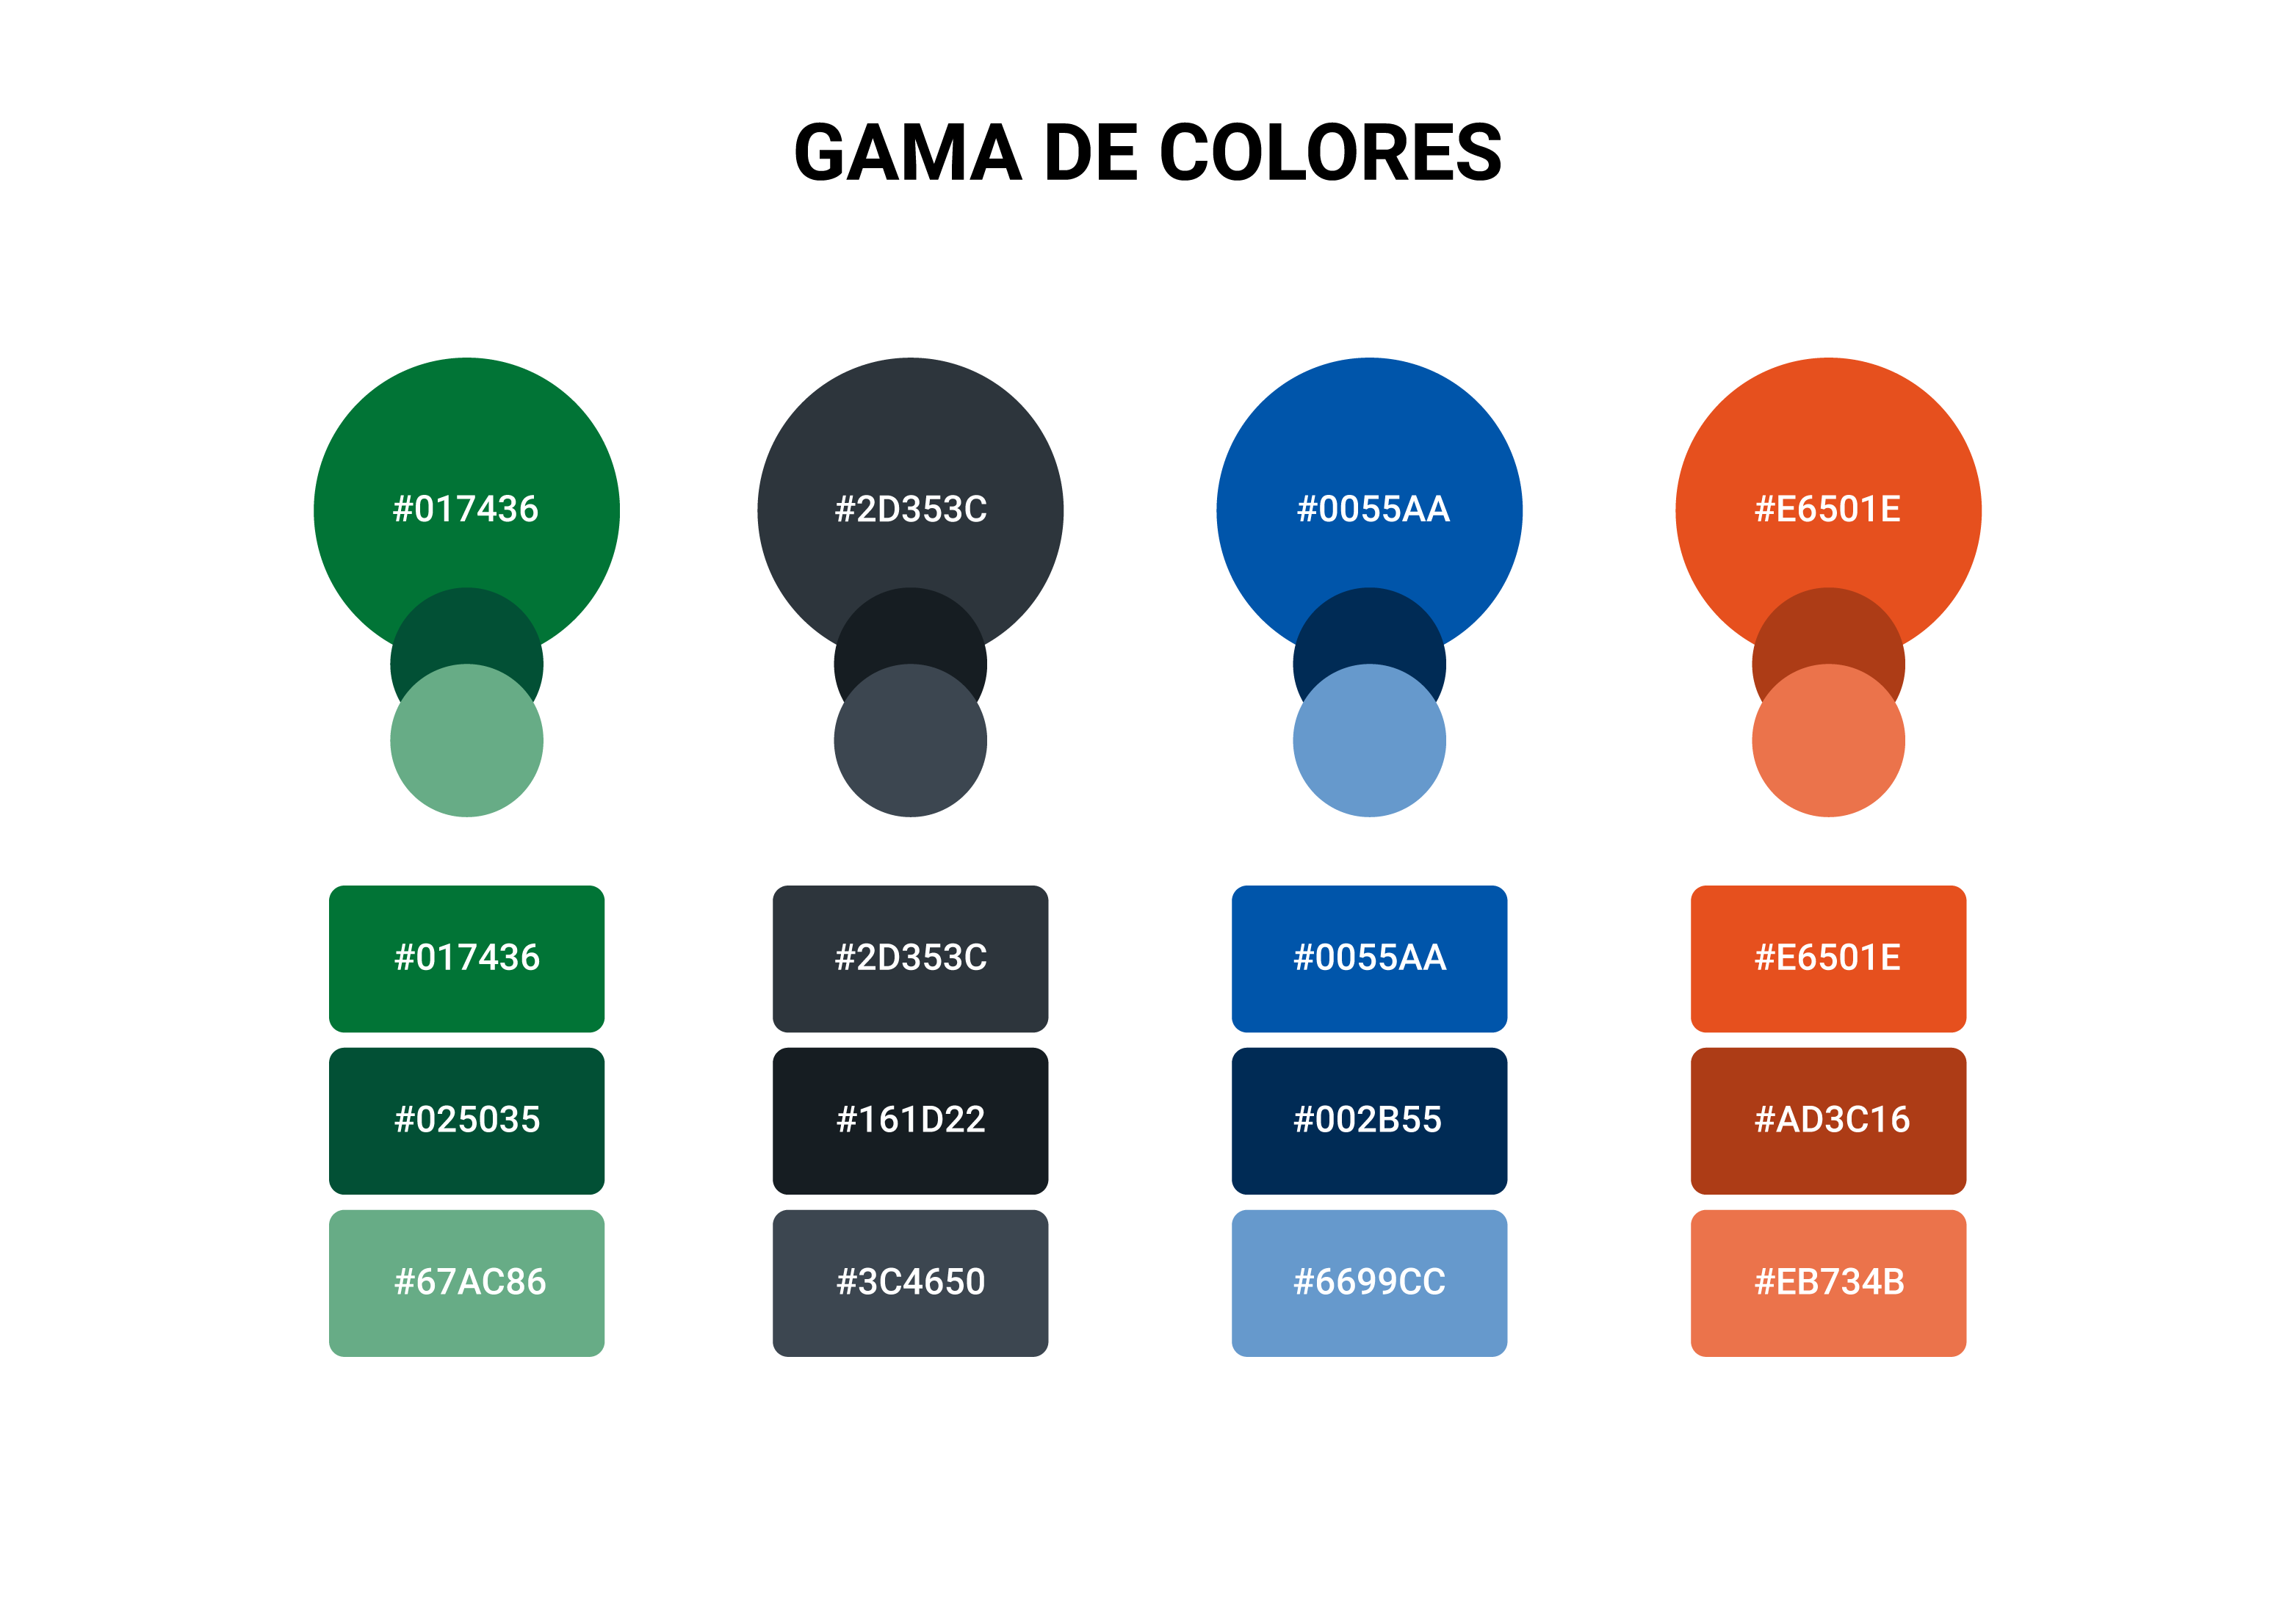 GAMA DE COLORES
#017436
#2D353C
#0055AA
#E6501E
#017436
#2D353C
#0055AA
#E6501E
#025035
#161D22
#002B55
#AD3C16
#67AC86
#3C4650
#6699CC
#EB734B